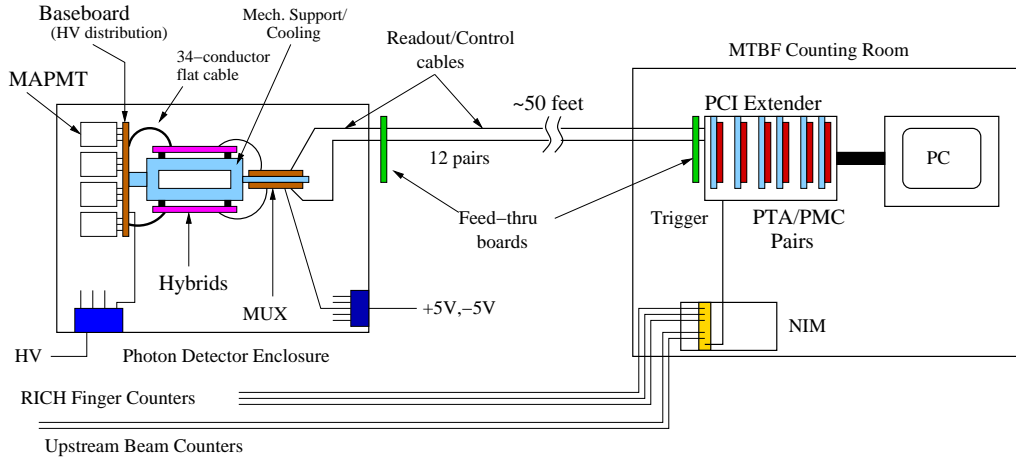 Baseboard
(HV distribution)
Mech. Support/
Cooling
34−conductor
flat cable
MAPMT
Readout/Control
cables
MTBF Counting Room
~50 feet
PCI Extender
12 pairs
PC
Feed−thru
boards
Trigger
PTA/PMC
Pairs
Hybrids
MUX
+5V,−5V
NIM
HV
Photon Detector Enclosure
RICH Finger Counters
Upstream Beam Counters